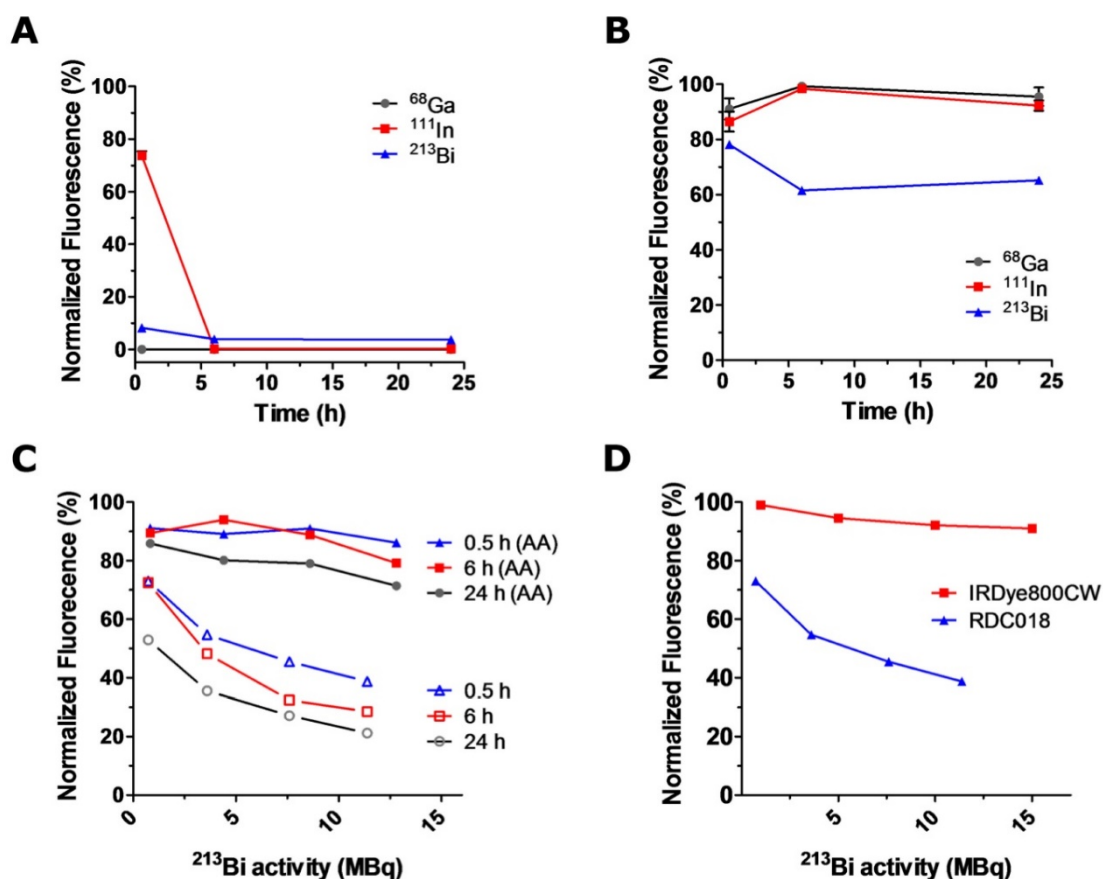 A
Normalized Fluorescence (%)
100
80
60
40
20
0
0
5
10
15
20
25
Time (h)
⁶⁸Ga
¹¹¹In
²¹³Bi
B
Normalized Fluorescence (%)
100
80
60
40
20
0
0
5
10
15
20
25
Time (h)
⁶⁸Ga
¹¹¹In
²¹³Bi
C
Normalized Fluorecence (%)
100
80
60
40
20
0
0
5
10
15
²¹³Bi activity (MBq)
0.5 h (AA)
6 h (AA)
24 h (AA)
0.5 h
6 h
24 h
D
Normalized Fluorescence (%)
100
80
60
40
20
0
5
10
15
²¹³Bi activity (MBq)
IRDye800CW
RDC018